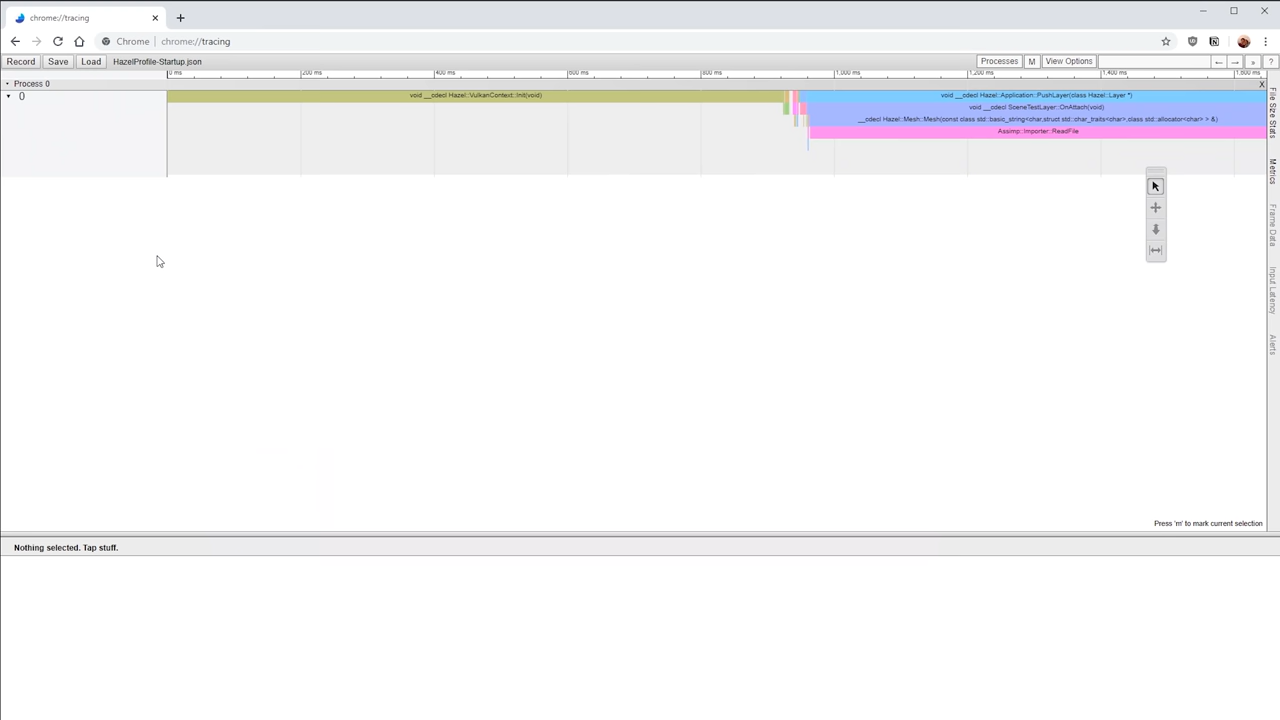 chrome://tracing
Chrome | chrome://tracing
Record Save Load HazelProfile-Startup.json Processes M View Options ← → » ?
0 ms 200 ms 400 ms 600 ms 800 ms 1,000 ms 1,200 ms 1,400 ms 1,600 ms
Process 0 X
()
void __cdecl Hazel::VulkanContext::Init(void) void __cdecl Hazel::Application::PushLayer(class Hazel::Layer *)
void __cdecl SceneTestLayer::OnAttach(void)
__cdecl Hazel::Mesh::Mesh(const class std::basic_string<char,struct std::char_traits<char>,class std::allocator<char> > &)
Assimp::Importer::ReadFile
File Size Stats
Metrics
Frame Data
Input Latency
Alerts
Press 'm' to mark current selection
Nothing selected. Tap stuff.